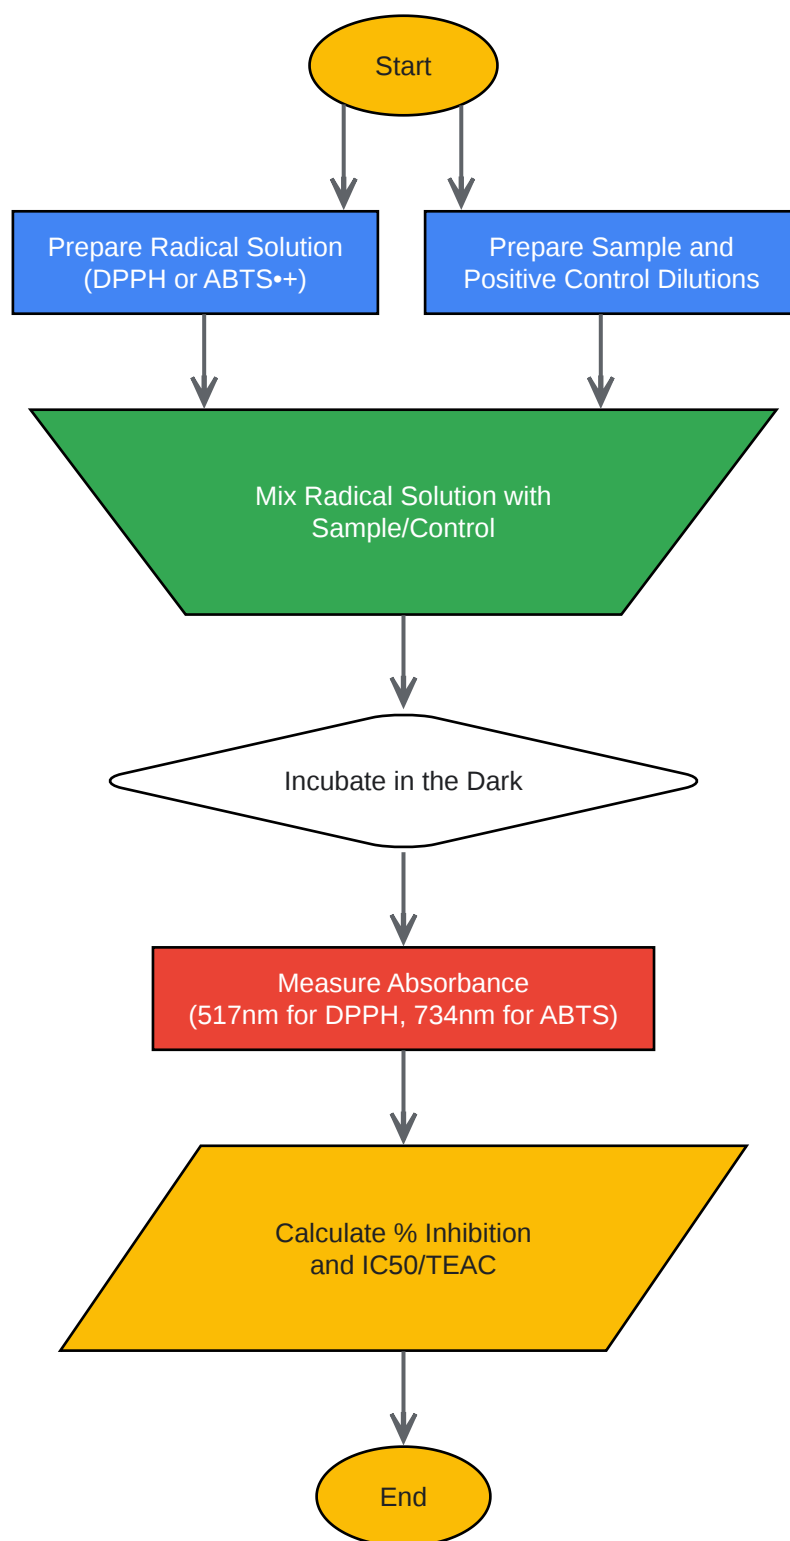 Start
Prepare Radical Solution
(DPPH or ABTS•+)
Prepare Sample and
Positive Control Dilutions
Mix Radical Solution with
Sample/Control
Incubate in the Dark
Measure Absorbance
(517nm for DPPH, 734nm for ABTS)
Calculate % Inhibition
and IC50/TEAC
End